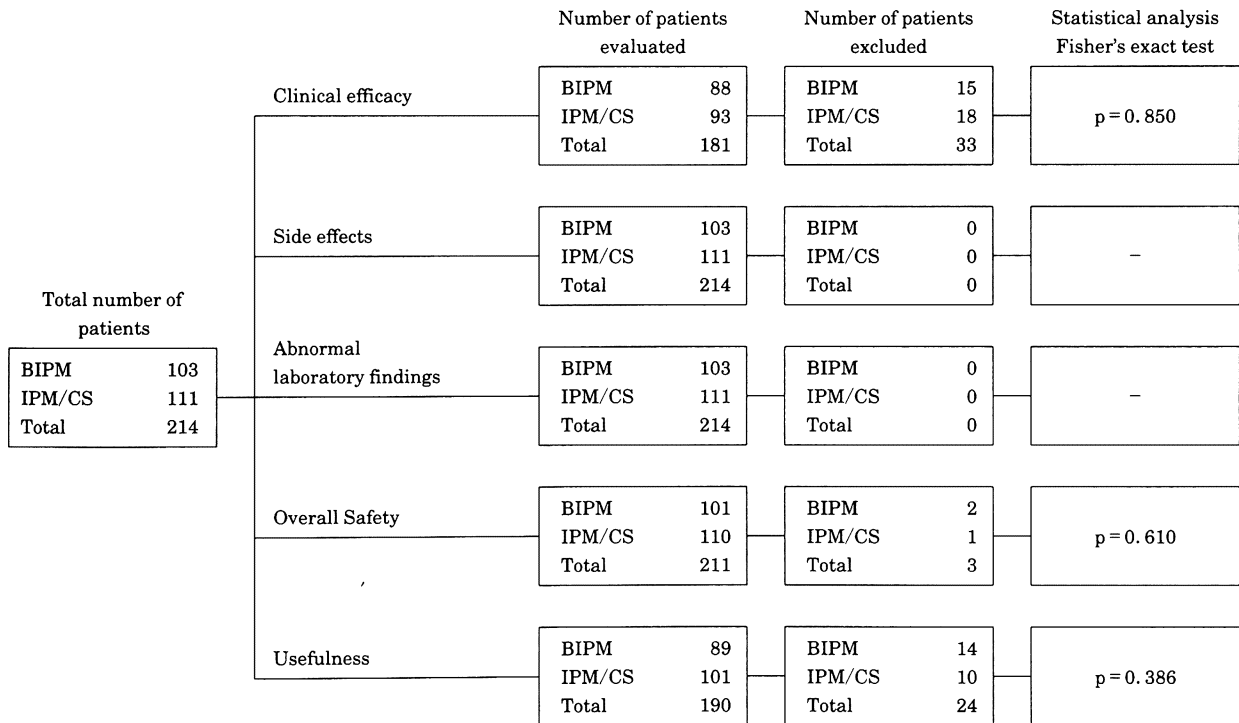 Number of patients
evaluated
Number of patients
excluded
Statistical analysis
Fisher's exact test
Total number of
patients
BIPM 103
IPM/CS 111
Total 214
Clinical efficacy
BIPM 88
IPM/CS 93
Total 181
BIPM 15
IPM/CS 18
Total 33
p=0.850
Side effects
BIPM 103
IPM/CS 111
Total 214
BIPM 0
IPM/CS 0
Total 0
–
Abnormal
laboratory findings
BIPM 103
IPM/CS 111
Total 214
BIPM 0
IPM/CS 0
Total 0
–
Overall Safety
BIPM 101
IPM/CS 110
Total 211
BIPM 2
IPM/CS 1
Total 3
p=0.610
Usefulness
BIPM 89
IPM/CS 101
Total 190
BIPM 14
IPM/CS 10
Total 24
p=0.386